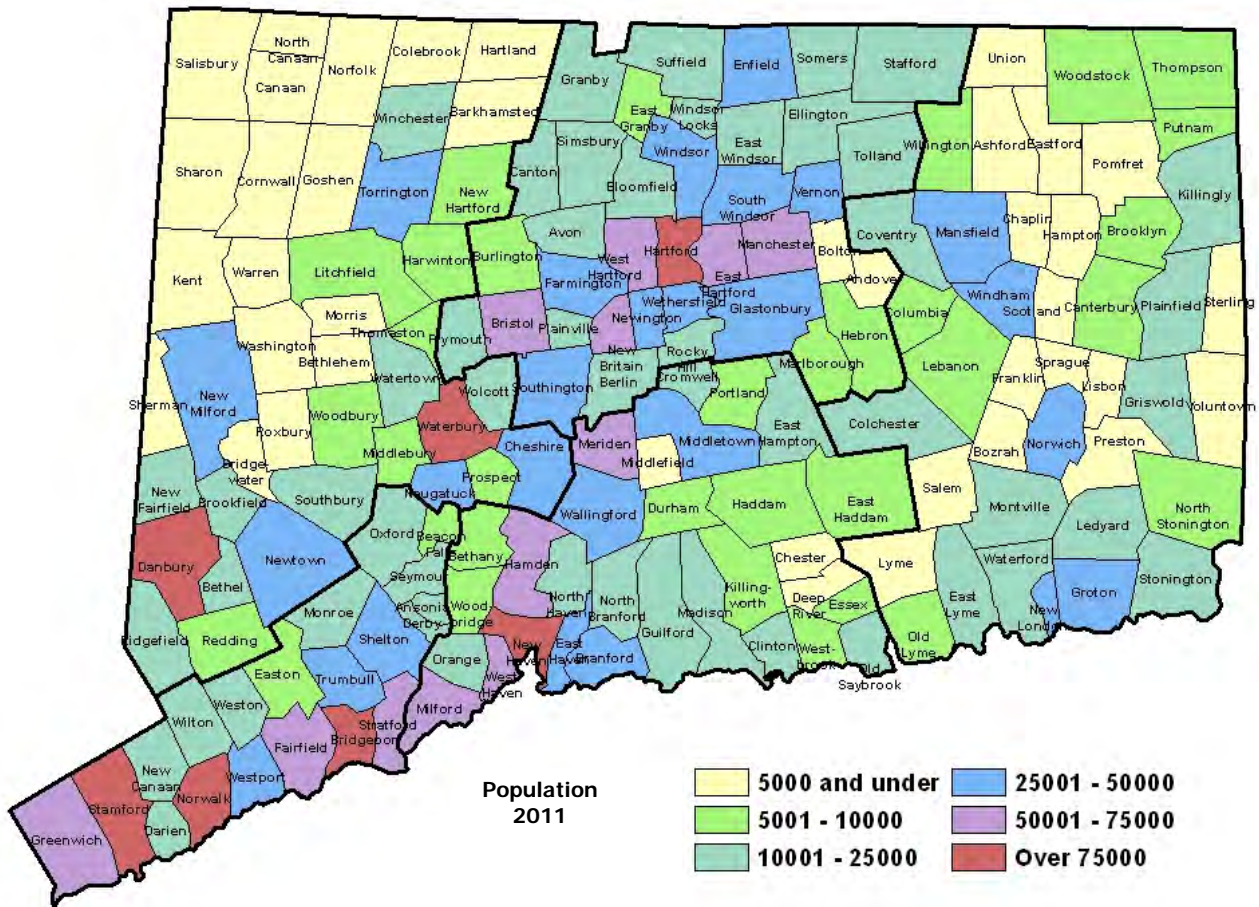 Salisbury
North
Canaan
Canaan
Norfolk
Colebrook
Hartland
Granby
Suffield
Enfield
Somers
Stafford
Union
Woodstock
Thompson
Winchester
Barkhamsted
East
Granby
Windsor
Locks
Ellington
Putnam
Sharon
Cornwall
Goshen
Torrington
New
Hartford
Canton
Simsbury
Bloomfield
Windsor
East
Windsor
Tolland
Willington
Ashford
Eastford
Pomfret
Killingly
South
Windsor
Vernon
Kent
Warren
Litchfield
Harwinton
Burlington
Avon
West
Hartford
Hartford
East
Hartford
Manchester
Bolton
Andover
Coventry
Mansfield
Chaplin
Hampton
Brooklyn
Morris
Thomaston
Plymouth
Bristol
Farmington
Plainville
Newington
Wethersfield
Glastonbury
Hebron
Marlborough
Columbia
Windham
Scotland
Canterbury
Plainfield
Sterling
Washington
Bethlehem
Watertown
Wolcott
Southington
New
Britain
Berlin
Rocky
Hill
Cromwell
Portland
Lebanon
Franklin
Sprague
Lisbon
Griswold
Voluntown
Sherman
New
Milford
Roxbury
Woodbury
Waterbury
Cheshire
Meriden
Middletown
Middlefield
East
Hampton
Colchester
Bozrah
Norwich
Preston
Bridge-
water
Middlebury
Naugatuck
Prospect
Wallingford
Durham
Haddam
East
Haddam
Salem
Montville
Ledyard
North
Stonington
New
Fairfield
Brookfield
Southbury
Oxford
Beacon
Fall
Bethany
Hamden
Danbury
Bethel
Newtown
Seymour
Ansonia
Derby
Wood-
bridge
North
Haven
North
Branford
Guilford
Madison
Killing-
worth
Chester
Deep
River
Essex
Lyme
East
Lyme
Waterford
New
London
Groton
Stonington
Ridgefield
Redding
Monroe
Shelton
Orange
New
Haven
East
Haven
Branford
Clinton
West-
brook
Old
Saybrook
Old
Lyme
Easton
Trumbull
Weston
Wilton
West
Haven
Milford
Stratford
Bridgeport
Fairfield
Westport
Norwalk
New
Canaan
Darien
Stamford
Greenwich
Population
2011
5000 and under
5001 - 10000
10001 - 25000
25001 - 50000
50001 - 75000
Over 75000